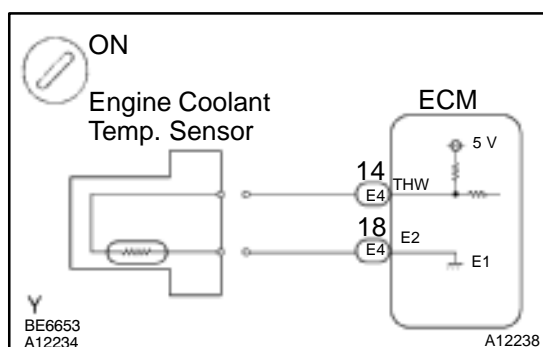 ON
Engine Coolant
Temp. Sensor
ECM
5 V
14
THW
E4
18
E2
E4
E1
Y
BE6653
A12234
A12238